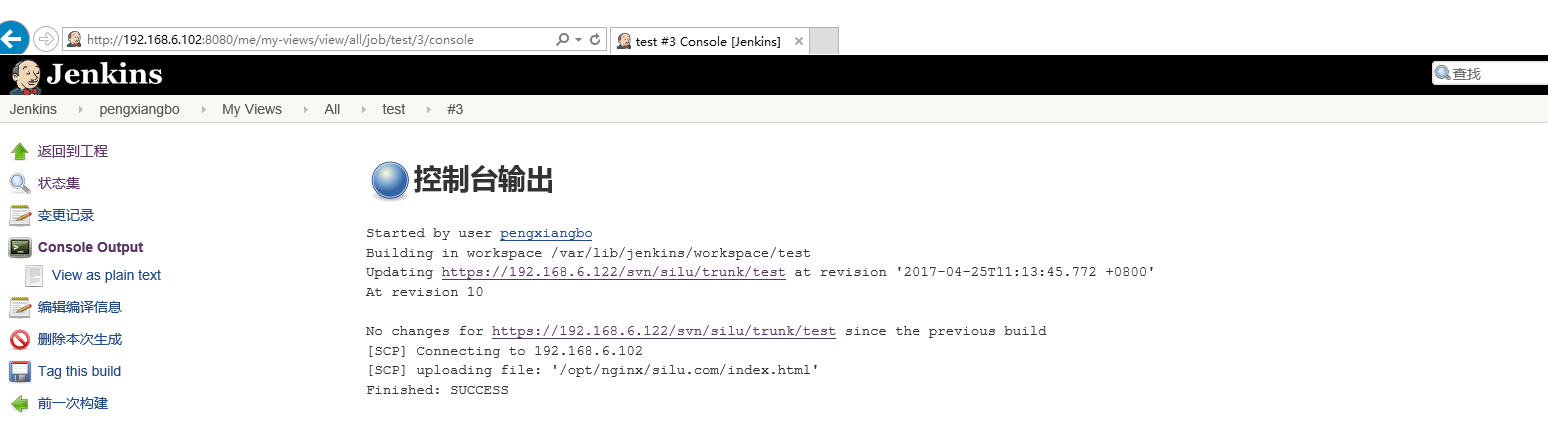 http://192.168.6.102:8080/me/my-views/view/all/job/test/3/console
test #3 Console [Jenkins]
Jenkins
查找
Jenkins
pengxiangbo
My Views
All
test
#3
返回到工程
状态集
变更记录
Console Output
View as plain text
编辑编译信息
删除本次生成
Tag this build
前一次构建
控制台输出
Started by user pengxiangbo
Building in workspace /var/lib/jenkins/workspace/test
Updating https://192.168.6.122/svn/silu/trunk/test at revision '2017-04-25T11:13:45.772 +0800'
At revision 10
No changes for https://192.168.6.122/svn/silu/trunk/test since the previous build
[SCP] Connecting to 192.168.6.102
[SCP] uploading file: '/opt/nginx/silu.com/index.html'
Finished: SUCCESS